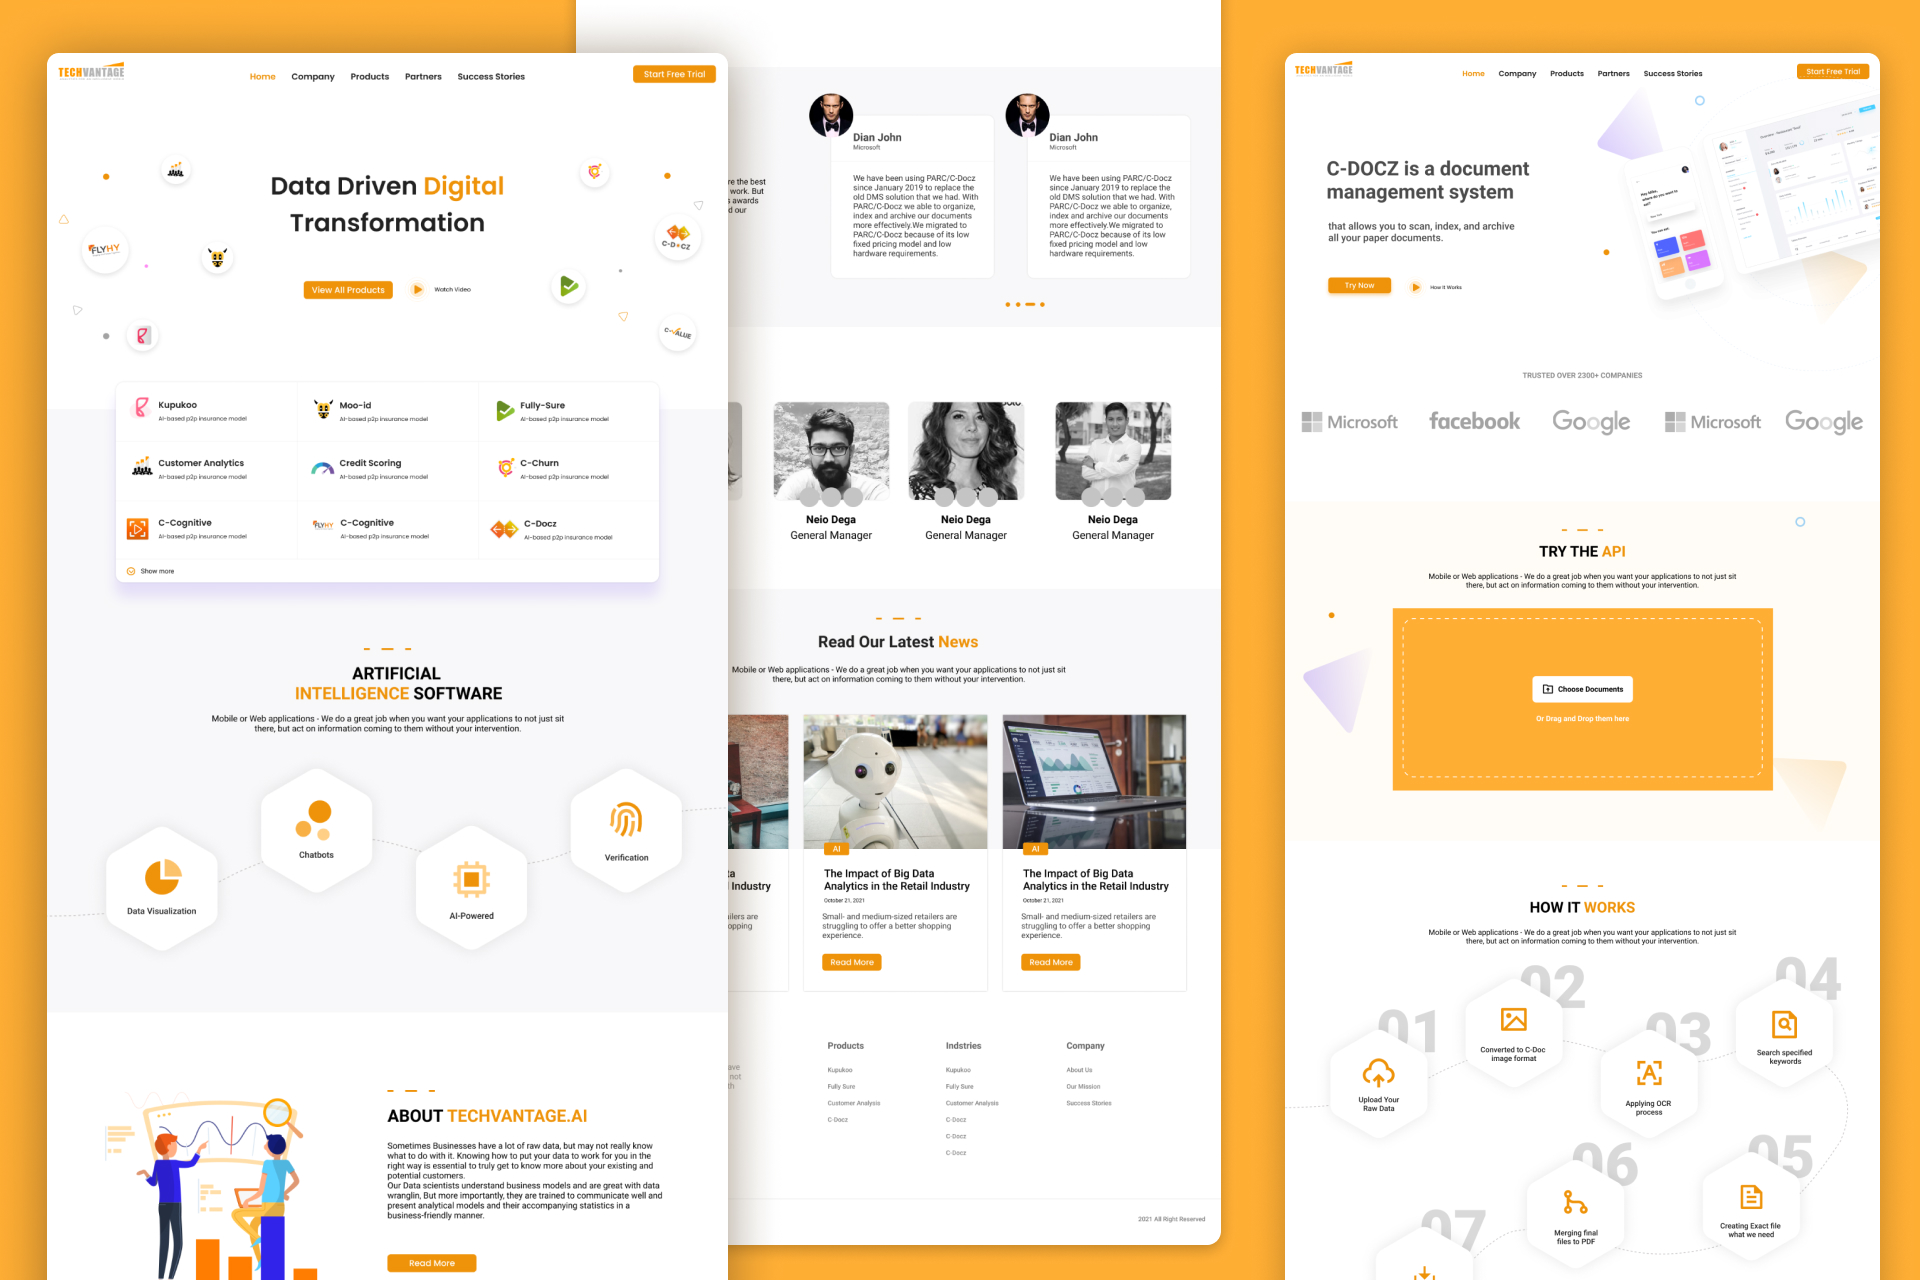 TECHVANTAGE
Home Company Products Partners Success Stories
Start Free Trial
Data Driven Digital
Transformation
View All Products
Watch Video
FLYHY
C-DOCZ
C-VALUE
Kupukoo
AI-based p2p insurance model
Moo-id
AI-based p2p insurance model
Fully-Sure
AI-based p2p insurance model
Customer Analytics
AI-based p2p insurance model
Credit Scoring
AI-based p2p insurance model
C-Churn
AI-based p2p insurance model
C-Cognitive
AI-based p2p insurance model
FLYHY
C-Cognitive
AI-based p2p insurance model
C-Docz
AI-based p2p insurance model
Show more
ARTIFICIAL
INTELLIGENCE SOFTWARE
Mobile or Web applications - We do a great job when you want your applications to not just sit
there, but act on information coming to them without your intervention.
Data Visualization
Chatbots
AI-Powered
Verification
ABOUT TECHVANTAGE.AI
Sometimes Businesses have a lot of raw data, but may not really know
what to do with it. Knowing how to put your data to work for you in the
right way is essential to truly get to know more about your existing and
potential customers.
Our Data scientists understand business models and are great with data
wranglin, But more importantly, they are trained to communicate well and
present analytical models and their accompanying statistics in a
business-friendly manner.
Read More
re the best
work. But
s awards
d our
Dian John
Microsoft
We have been using PARC/C-Docz
since January 2019 to replace the
old DMS solution that we had. With
PARC/C-Docz we able to organize,
index and archive our documents
more effectively.We migrated to
PARC/C-Docz because of its low
fixed pricing model and low
hardware requirements.
Dian John
Microsoft
We have been using PARC/C-Docz
since January 2019 to replace the
old DMS solution that we had. With
PARC/C-Docz we able to organize,
index and archive our documents
more effectively.We migrated to
PARC/C-Docz because of its low
fixed pricing model and low
hardware requirements.
Neio Dega
General Manager
Neio Dega
General Manager
Neio Dega
General Manager
Read Our Latest News
Mobile or Web applications - We do a great job when you want your applications to not just sit
there, but act on information coming to them without your intervention.
ta
Industry
ilers are
opping
AI
The Impact of Big Data
Analytics in the Retail Industry
October 21, 2021
Small- and medium-sized retailers are
struggling to offer a better shopping
experience.
Read More
AI
The Impact of Big Data
Analytics in the Retail Industry
October 21, 2021
Small- and medium-sized retailers are
struggling to offer a better shopping
experience.
Read More
ave
not
th
Products
Kupukoo
Fully Sure
Customer Analysis
C-Docz
Indstries
Kupukoo
Fully Sure
Customer Analysis
C-Docz
C-Docz
C-Docz
Company
About Us
Our Mission
Success Stories
2021 All Right Reserved
TECHVANTAGE
Home Company Products Partners Success Stories
Start Free Trial
C-DOCZ is a document
management system
that allows you to scan, index, and archive
all your paper documents.
Try Now
How It Works
TRUSTED OVER 2300+ COMPANIES
Microsoft facebook Google Microsoft Google
TRY THE API
Mobile or Web applications - We do a great job when you want your applications to not just sit
there, but act on information coming to them without your intervention.
Choose Documents
Or Drag and Drop them here
HOW IT WORKS
Mobile or Web applications - We do a great job when you want your applications to not just sit
there, but act on information coming to them without your intervention.
01
Upload Your
Raw Data
02
Converted to C-Doc
image format
03
Applying OCR
process
04
Search specified
keywords
05
Creating Exact file
what we need
06
Merging final
files to PDF
07